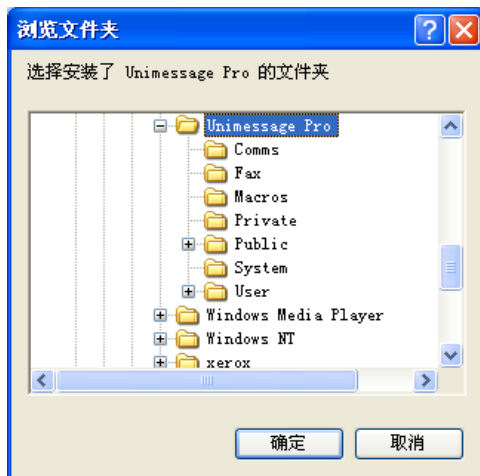 浏览文件夹
选择安装了 Unimessage Pro 的文件夹
Unimessage Pro
Comms
Fax
Macros
Private
Public
System
User
Windows Media Player
Windows NT
xerox
确定 取消